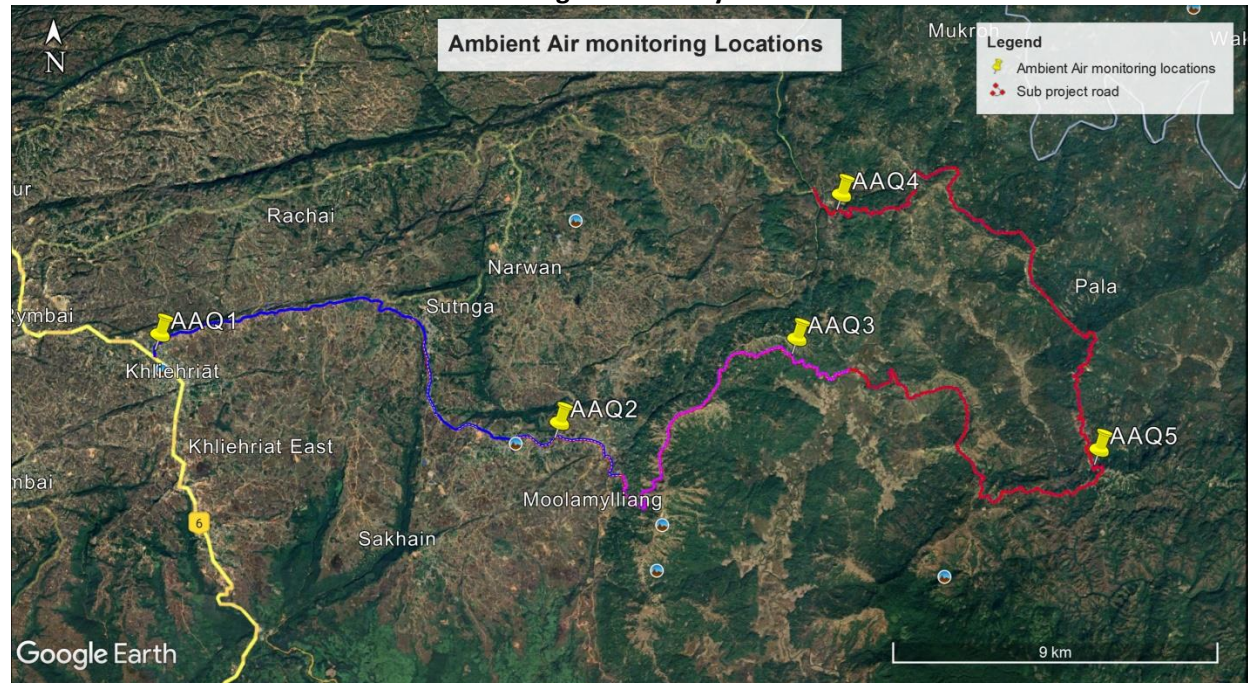 N
Ambient Air monitoring Locations
Mukroh
Legend
Ambient Air monitoring locations
Sub project road
AAQ4
Rachai
Narwan
Sutnga
Pala
AAQ1
AAQ3
Khliehriat
AAQ2
Khliehriat East
AAQ5
Moolamylliang
6
Sakhain
Google Earth
9 km